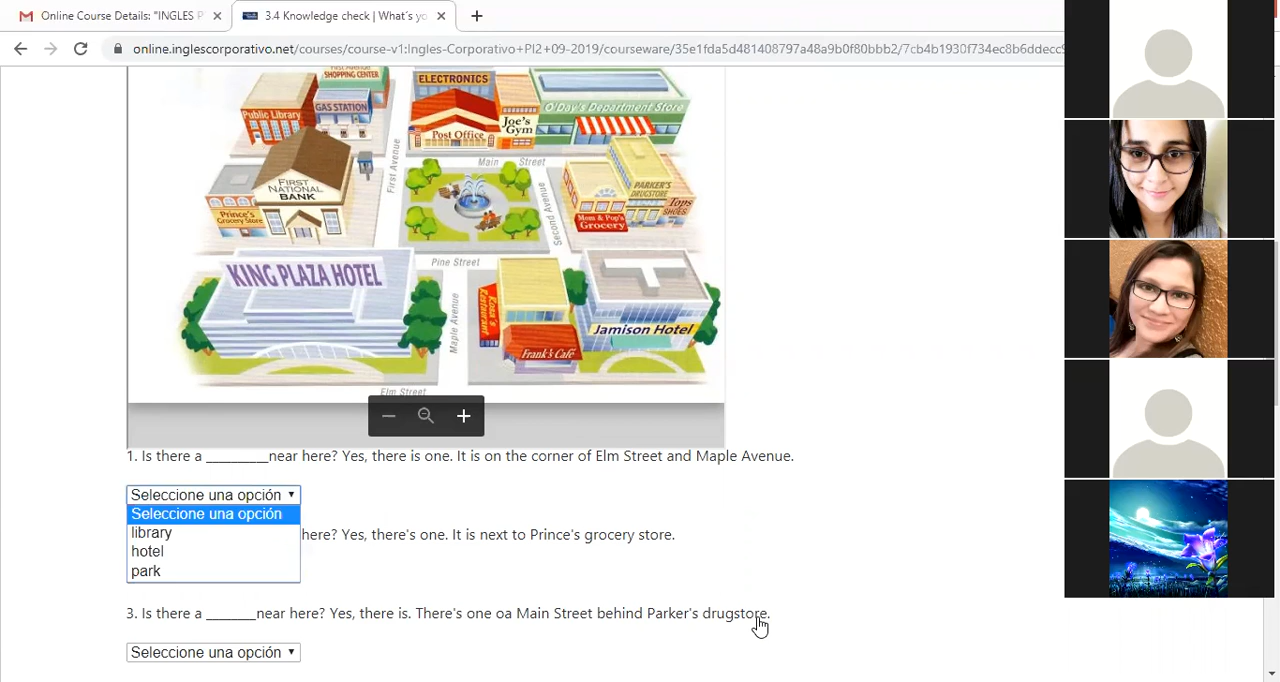 Online Course Details: "INGLES P
3.4 Knowledge check | What´s yo
online.inglescorporativo.net/courses/course-v1:Ingles-Corporativo+PI2+09-2019/courseware/35e1fda5d481408797a48a9b0f80bbb2/7cb4b1930f734ec8b6ddecc9
SHOPPING CENTER
ELECTRONICS
GAS STATION
Public Library
Post Office
Joe's Gym
O'Day's Department Store
Main Street
First Avenue
FIRST NATIONAL BANK
Prince's Grocery Store
PARKER'S DRUGSTORE
Tops SHOES
Mom & Pop's Grocery
Second Avenue
Pine Street
KING PLAZA HOTEL
Maple Avenue
Rosa's Restaurant
Jamison Hotel
Frank's Café
Elm Street
1. Is there a _________near here? Yes, there is one. It is on the corner of Elm Street and Maple Avenue.
Seleccione una opción
Seleccione una opción
library
hotel
park
here? Yes, there's one. It is next to Prince's grocery store.
3. Is there a _______near here? Yes, there is. There's one oa Main Street behind Parker's drugstore.
Seleccione una opción